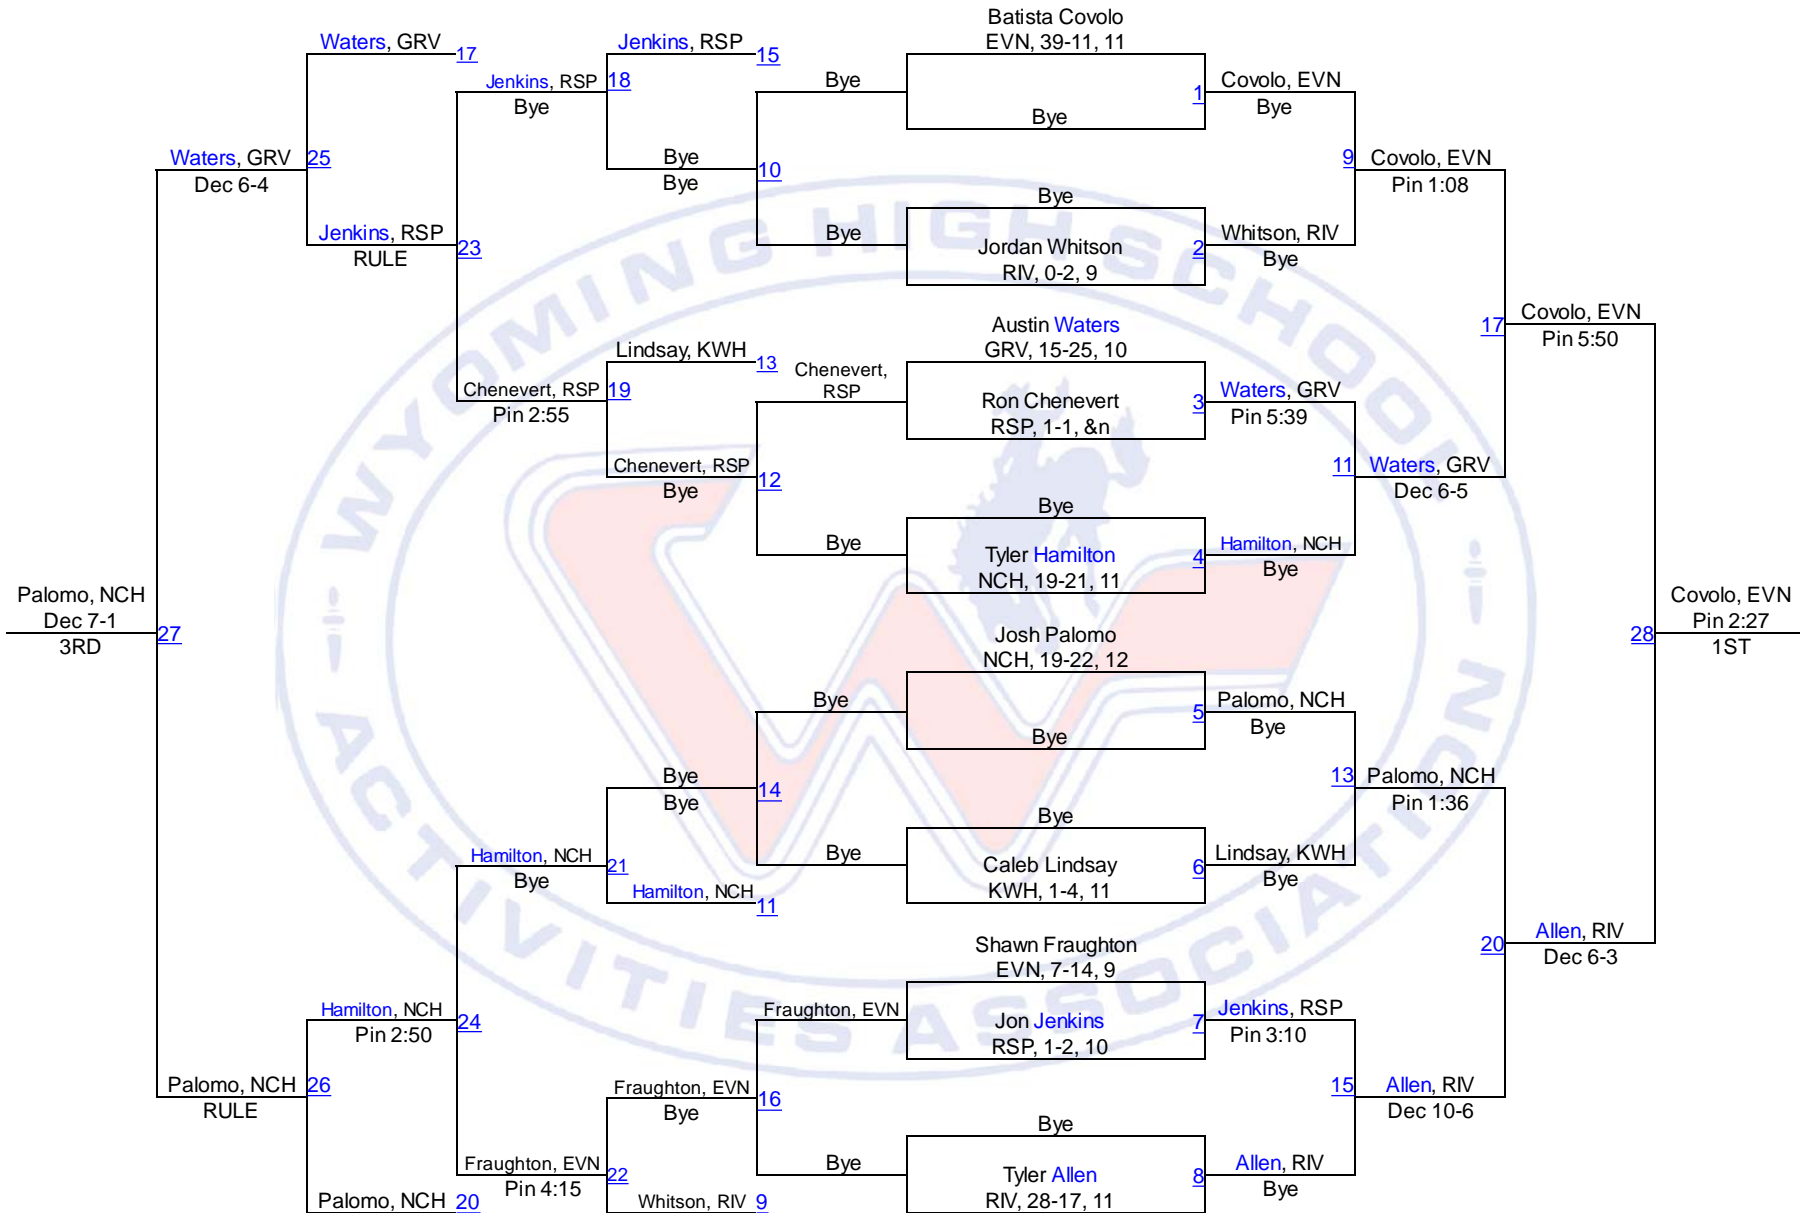 Waters, GRV
17
Waters, GRV
Dec 6-4
25
Jenkins, RSP
RULE
23
Jenkins, RSP
Bye
18
Jenkins, RSP
15
Bye
Bye
10
Bye
Bye
Lindsay, KWH
13
Chenevert, RSP
Pin 2:55
19
Chenevert, RSP
Bye
12
Chenevert,
RSP
Bye
Palomo, NCH
Dec 7-1
3RD
27
Bye
Bye
Bye
14
Bye
Hamilton, NCH
Bye
21
Hamilton, NCH
11
Hamilton, NCH
Pin 2:50
24
Palomo, NCH
RULE
26
Palomo, NCH
20
Fraughton, EVN
Fraughton, EVN
Bye
16
Bye
Fraughton, EVN
Pin 4:15
22
Whitson, RIV
9
Batista Covolo
EVN, 39-11, 11
Bye
1
Covolo, EVN
Bye
Bye
Jordan Whitson
RIV, 0-2, 9
2
Whitson, RIV
Bye
9
Covolo, EVN
Pin 1:08
Austin Waters
GRV, 15-25, 10
Ron Chenevert
RSP, 1-1, &n
3
Waters, GRV
Pin 5:39
Bye
Tyler Hamilton
NCH, 19-21, 11
4
Hamilton, NCH
Bye
11
Waters, GRV
Dec 6-5
17
Covolo, EVN
Pin 5:50
Josh Palomo
NCH, 19-22, 12
Bye
5
Palomo, NCH
Bye
Bye
Caleb Lindsay
KWH, 1-4, 11
6
Lindsay, KWH
Bye
13
Palomo, NCH
Pin 1:36
Shawn Fraughton
EVN, 7-14, 9
Jon Jenkins
RSP, 1-2, 10
7
Jenkins, RSP
Pin 3:10
Bye
Tyler Allen
RIV, 28-17, 11
8
Allen, RIV
Bye
15
Allen, RIV
Dec 10-6
20
Allen, RIV
Dec 6-3
28
Covolo, EVN
Pin 2:27
1ST
WYOMING HIGH SCHOOL
ACTIVITIES ASSOCIATION